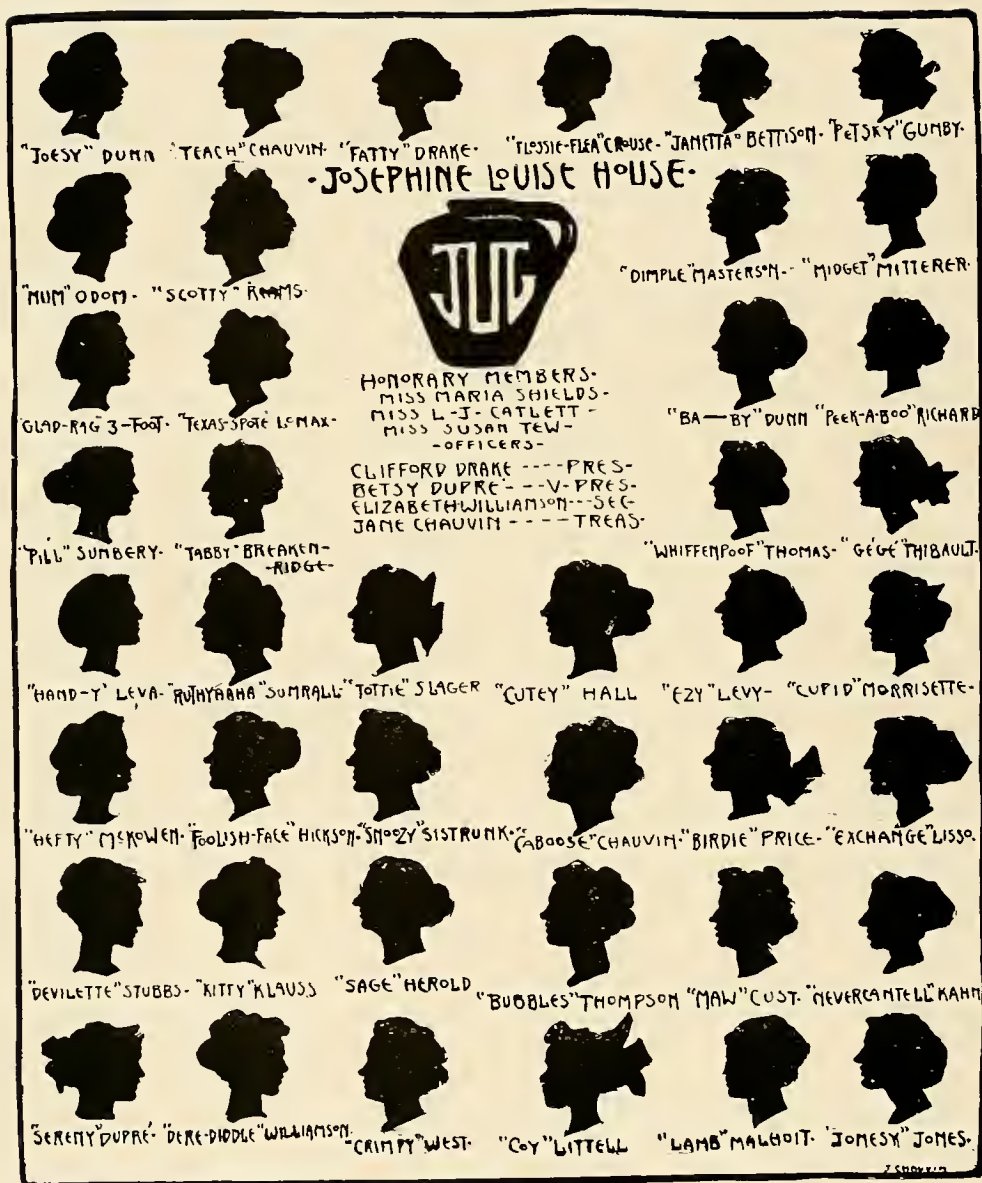 "JOESY" DUNN "TEACH" CHAUVIN- "FATTY" DRAKE- "FLOSSIE-FLEA" CROUSE- "JANETTA" BETTISON- "PETSKY" GUMBY-
-JOSEPHINE LOUISE HOUSE-
JUG
"DIMPLE" MASTERSON-- "MIDGET" MITTERER-
"MUM" ODOM- "SCOTTY" REAMS-
HONORARY MEMBERS-
MISS MARIA SHIELDS-
MISS L-J- CATLETT-
MISS SUSAN TEW-
-OFFICERS-
CLIFFORD DRAKE ----PRES-
BETSY DUPRÉ- --V-PRES-
ELIZABETH WILLIAMSON---SEC-
JANE CHAUVIN ----TREAS-
"GLAD-RAG 3-FOOT- "TEXAS-SPOTE LOMAX-
"BA—BY" DUNN "PEEK-A-BOO" RICHARD
"PILL" SUMBERY- "TABBY" BREAKEN-
-RIDGE-
"WHIFFENPOOF" THOMAS- "GÉGÉ" THIBAULT-
"HAND-Y' LEVA- "RUTHYAAHA" SUMRALL "TOTTIE" SLAGER "CUTEY" HALL "EZY" LEVY- "CUPID" MORRISETTE-
"HEFTY" McKOWEN- "FOOLISH-FACE" HICKSON- "SNOOZY" SISTRUNK- "CABOOSE" CHAUVIN- "BIRDIE" PRICE- "EXCHANGE" LISSO.
"DEVILETTE" STUBBS- "KITTY" KLAUSS "SAGE" HEROLD "BUBBLES" THOMPSON "MAW" CUST- "NEVERCANTELL" KAHN
"SERENY" DUPRÉ- "DERE-DIDDLE" WILLIAMSON- "CRIMPY" WEST- "COY" LITTELL "LAMB" MALHOIT- "JONESY" JONES-